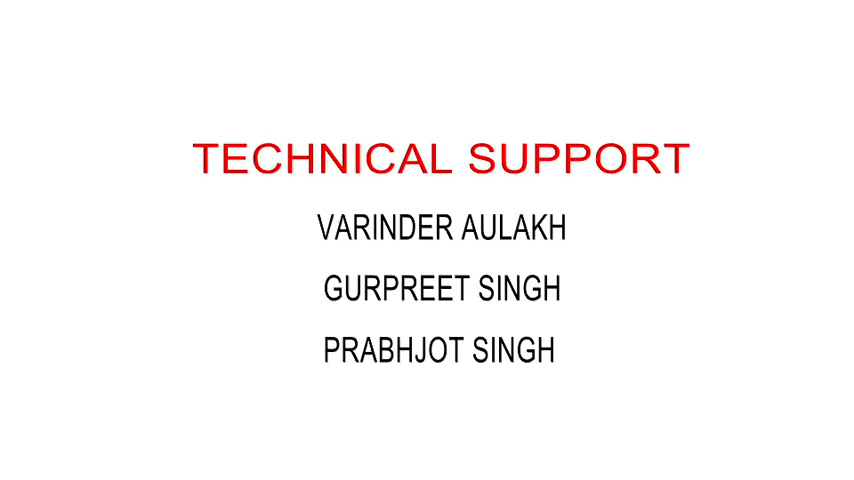 TECHNICAL SUPPORT
VARINDER AULAKH
GURPREET SINGH
PRABHJOT SINGH